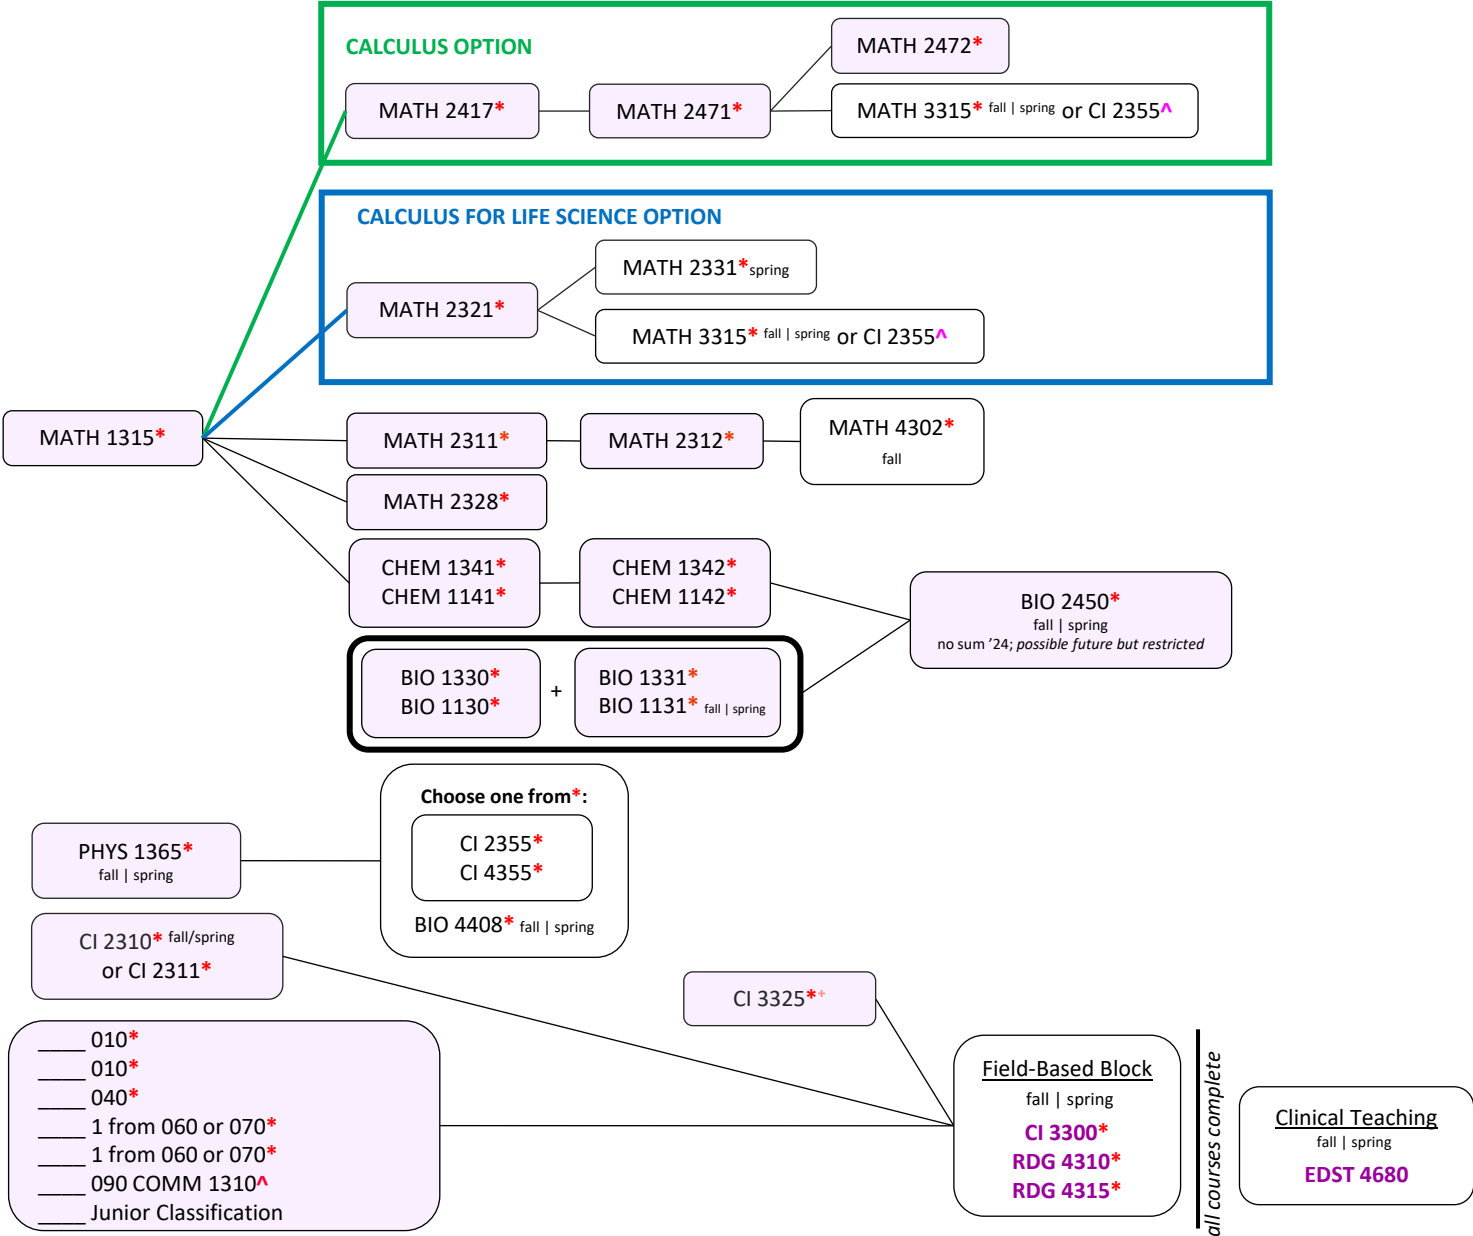 CALCULUS OPTION
MATH 2472*
MATH 2417*
MATH 2471*
MATH 3315* fall | spring or CI 2355^
CALCULUS FOR LIFE SCIENCE OPTION
MATH 2331*spring
MATH 2321*
MATH 3315* fall | spring or CI 2355^
MATH 1315*
MATH 2311*
MATH 2312*
MATH 4302*
fall
MATH 2328*
CHEM 1341*
CHEM 1141*
CHEM 1342*
CHEM 1142*
BIO 2450*
fall | spring
no sum ’24; possible future but restricted
BIO 1330*
BIO 1130*
+
BIO 1331*
BIO 1131* fall | spring
Choose one from*:
CI 2355*
CI 4355*
BIO 4408* fall | spring
PHYS 1365*
fall | spring
CI 2310* fall/spring
or CI 2311*
CI 3325*+
____ 010*
____ 010*
____ 040*
____ 1 from 060 or 070*
____ 1 from 060 or 070*
____ 090 COMM 1310^
____ Junior Classification
Field-Based Block
fall | spring
CI 3300*
RDG 4310*
RDG 4315*
all courses complete
Clinical Teaching
fall | spring
EDST 4680